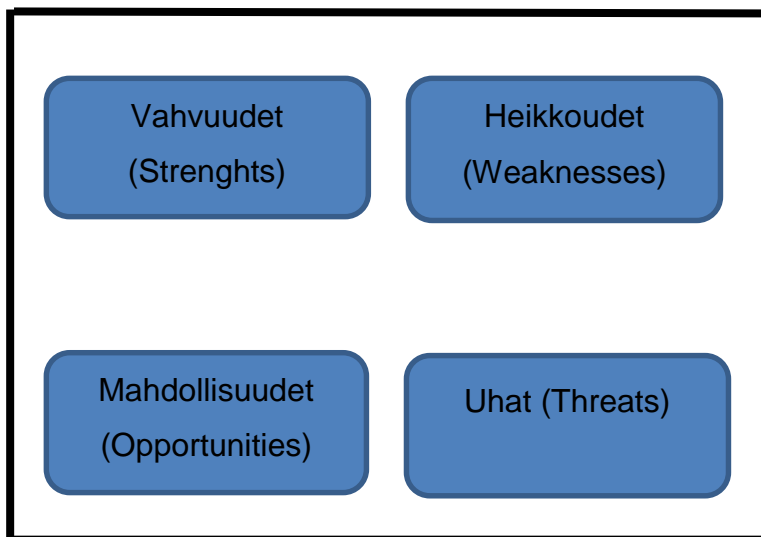 Vahvuudet
(Strenghts)
Heikkoudet
(Weaknesses)
Mahdollisuudet
(Opportunities)
Uhat (Threats)